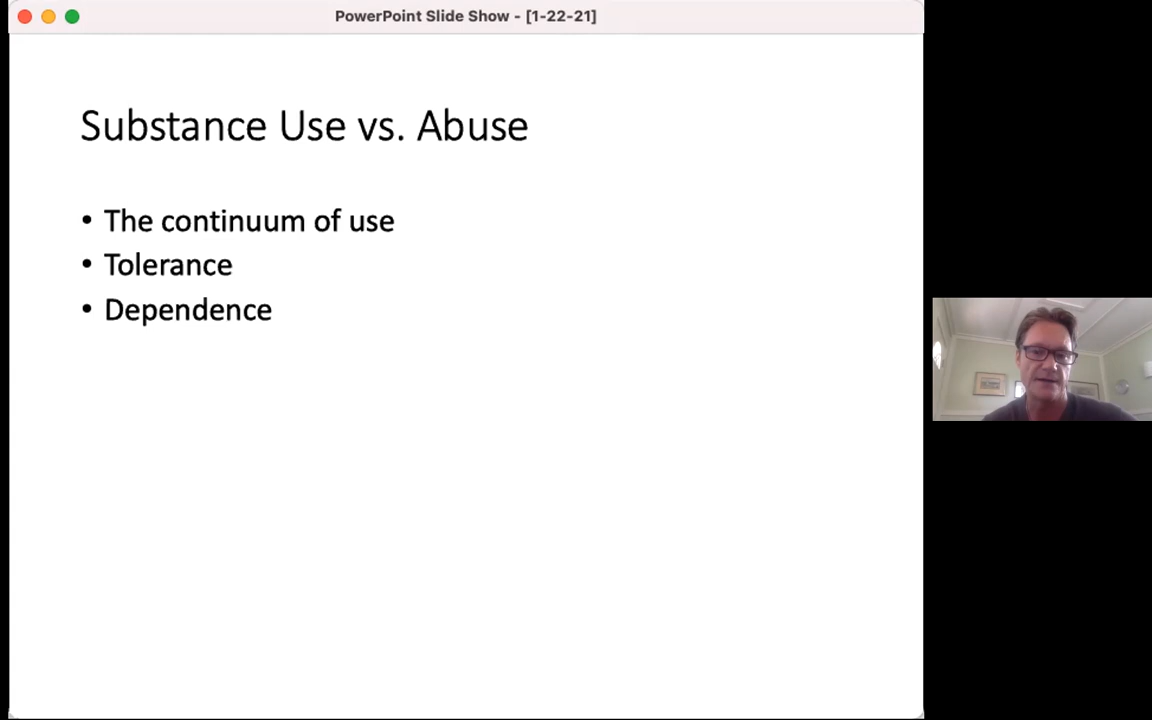 PowerPoint Slide Show - [1-22-21]
Substance Use vs. Abuse
• The continuum of use
• Tolerance
• Dependence